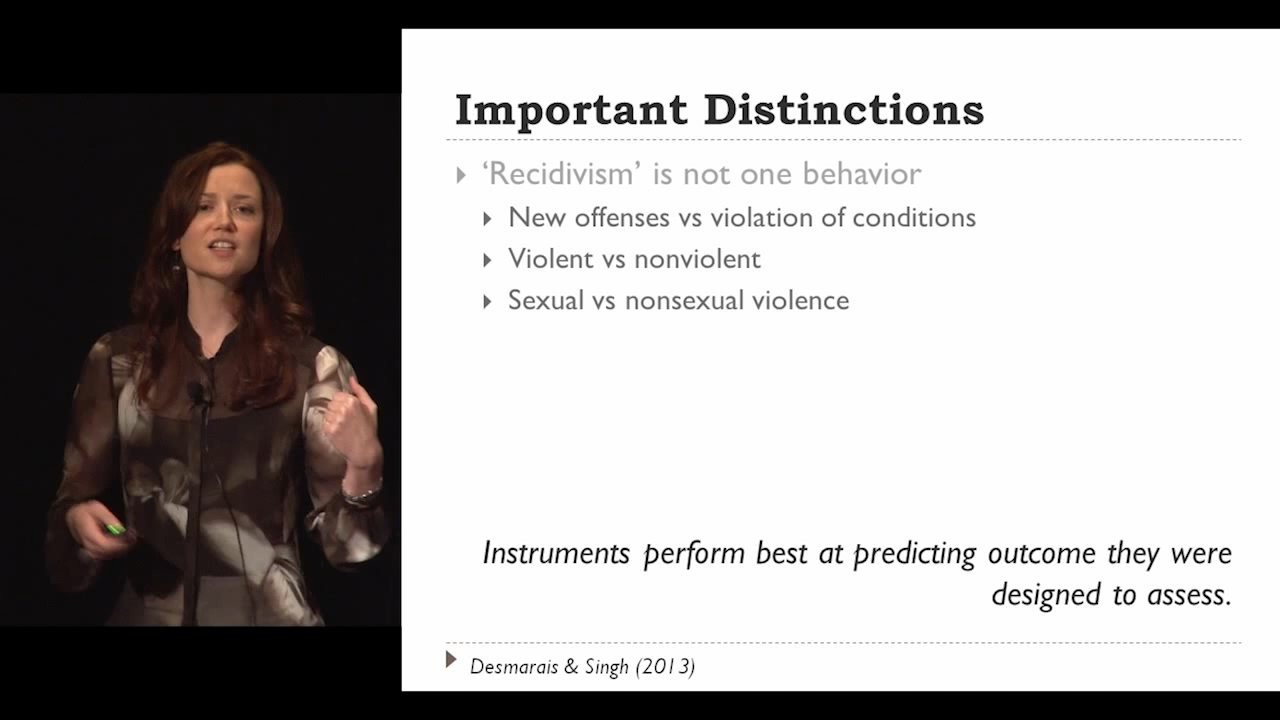 Important Distinctions
‘Recidivism’ is not one behavior
New offenses vs violation of conditions
Violent vs nonviolent
Sexual vs nonsexual violence
Instruments perform best at predicting outcome they were
designed to assess.
Desmarais & Singh (2013)